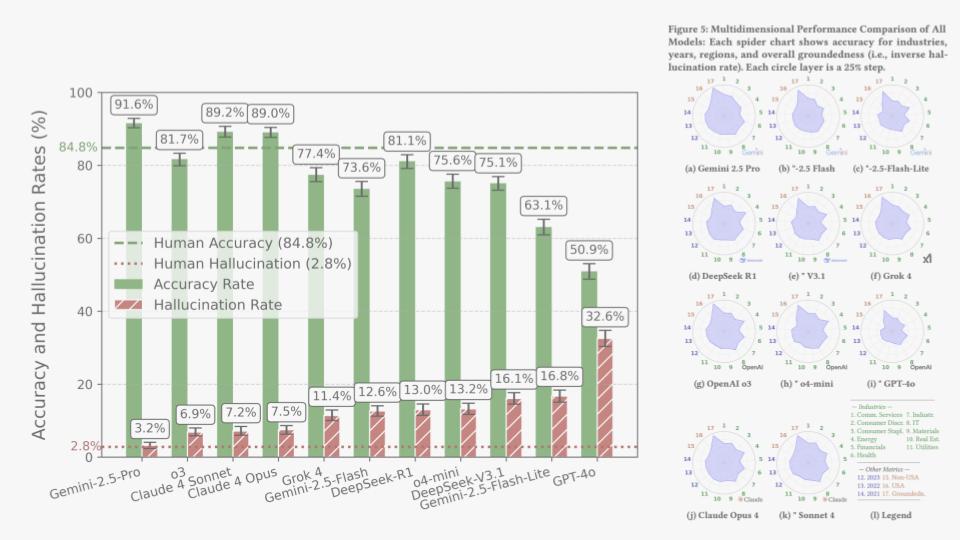 Accuracy and Hallucination Rates (%)
100
84.8%
80
60
40
20
2.8%
0
91.6%
81.7%
89.2%
89.0%
77.4%
73.6%
81.1%
75.6%
75.1%
63.1%
50.9%
3.2%
6.9%
7.2%
7.5%
11.4%
12.6%
13.0%
13.2%
16.1%
16.8%
32.6%
Human Accuracy (84.8%)
Human Hallucination (2.8%)
Accuracy Rate
Hallucination Rate
Gemini-2.5-Pro
o3
Claude 4 Sonnet
Claude 4 Opus
Grok 4
Gemini-2.5-Flash
DeepSeek-R1
o4-mini
DeepSeek-V3.1
Gemini-2.5-Flash-Lite
GPT-4o
Figure 5: Multidimensional Performance Comparison of All
Models: Each spider chart shows accuracy for industries,
years, regions, and overall groundedness (i.e., inverse hal-
lucination rate). Each circle layer is a 25% step.
(a) Gemini 2.5 Pro
(b) "-2.5 Flash
(c) "-2.5-Flash-Lite
(d) DeepSeek R1
(e) " V3.1
(f) Grok 4
(g) OpenAI o3
(h) " o4-mini
(i) " GPT-4o
(j) Claude Opus 4
(k) " Sonnet 4
(l) Legend
— Industries —
1. Comm. Services 7. Industr.
2. Consumer Discr. 8. IT
3. Consumer Stapl. 9. Materials
4. Energy 10. Real Est.
5. Financials 11. Utilities
6. Health
— Other Metrics —
12. 2023 15. Non-USA
13. 2022 16. USA
14. 2021 17. Groundedn.